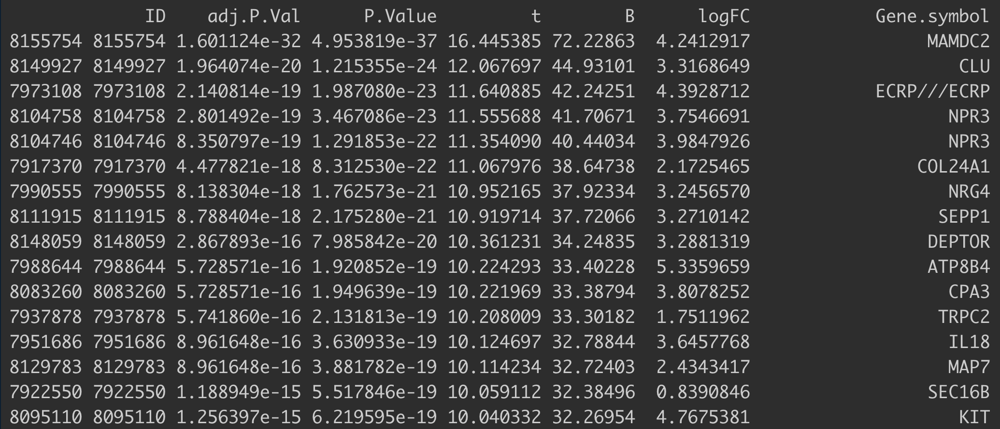 ID adj.P.Val P.Value t B logFC Gene.symbol
8155754 8155754 1.601124e-32 4.953819e-37 16.445385 72.22863 4.2412917 MAMDC2
8149927 8149927 1.964074e-20 1.215355e-24 12.067697 44.93101 3.3168649 CLU
7973108 7973108 2.140814e-19 1.987080e-23 11.640885 42.24251 4.3928712 ECRP///ECRP
8104758 8104758 2.801492e-19 3.467086e-23 11.555688 41.70671 3.7546691 NPR3
8104746 8104746 8.350797e-19 1.291853e-22 11.354090 40.44034 3.9847926 NPR3
7917370 7917370 4.477821e-18 8.312530e-22 11.067976 38.64738 2.1725465 COL24A1
7990555 7990555 8.138304e-18 1.762573e-21 10.952165 37.92334 3.2456570 NRG4
8111915 8111915 8.788404e-18 2.175280e-21 10.919714 37.72066 3.2710142 SEPP1
8148059 8148059 2.867893e-16 7.985842e-20 10.361231 34.24835 3.2881319 DEPTOR
7988644 7988644 5.728571e-16 1.920852e-19 10.224293 33.40228 5.3359659 ATP8B4
8083260 8083260 5.728571e-16 1.949639e-19 10.221969 33.38794 3.8078252 CPA3
7937878 7937878 5.741860e-16 2.131813e-19 10.208009 33.30182 1.7511962 TRPC2
7951686 7951686 8.961648e-16 3.630933e-19 10.124697 32.78844 3.6457768 IL18
8129783 8129783 8.961648e-16 3.881782e-19 10.114234 32.72403 2.4343417 MAP7
7922550 7922550 1.188949e-15 5.517846e-19 10.059112 32.38496 0.8390846 SEC16B
8095110 8095110 1.256397e-15 6.219595e-19 10.040332 32.26954 4.7675381 KIT